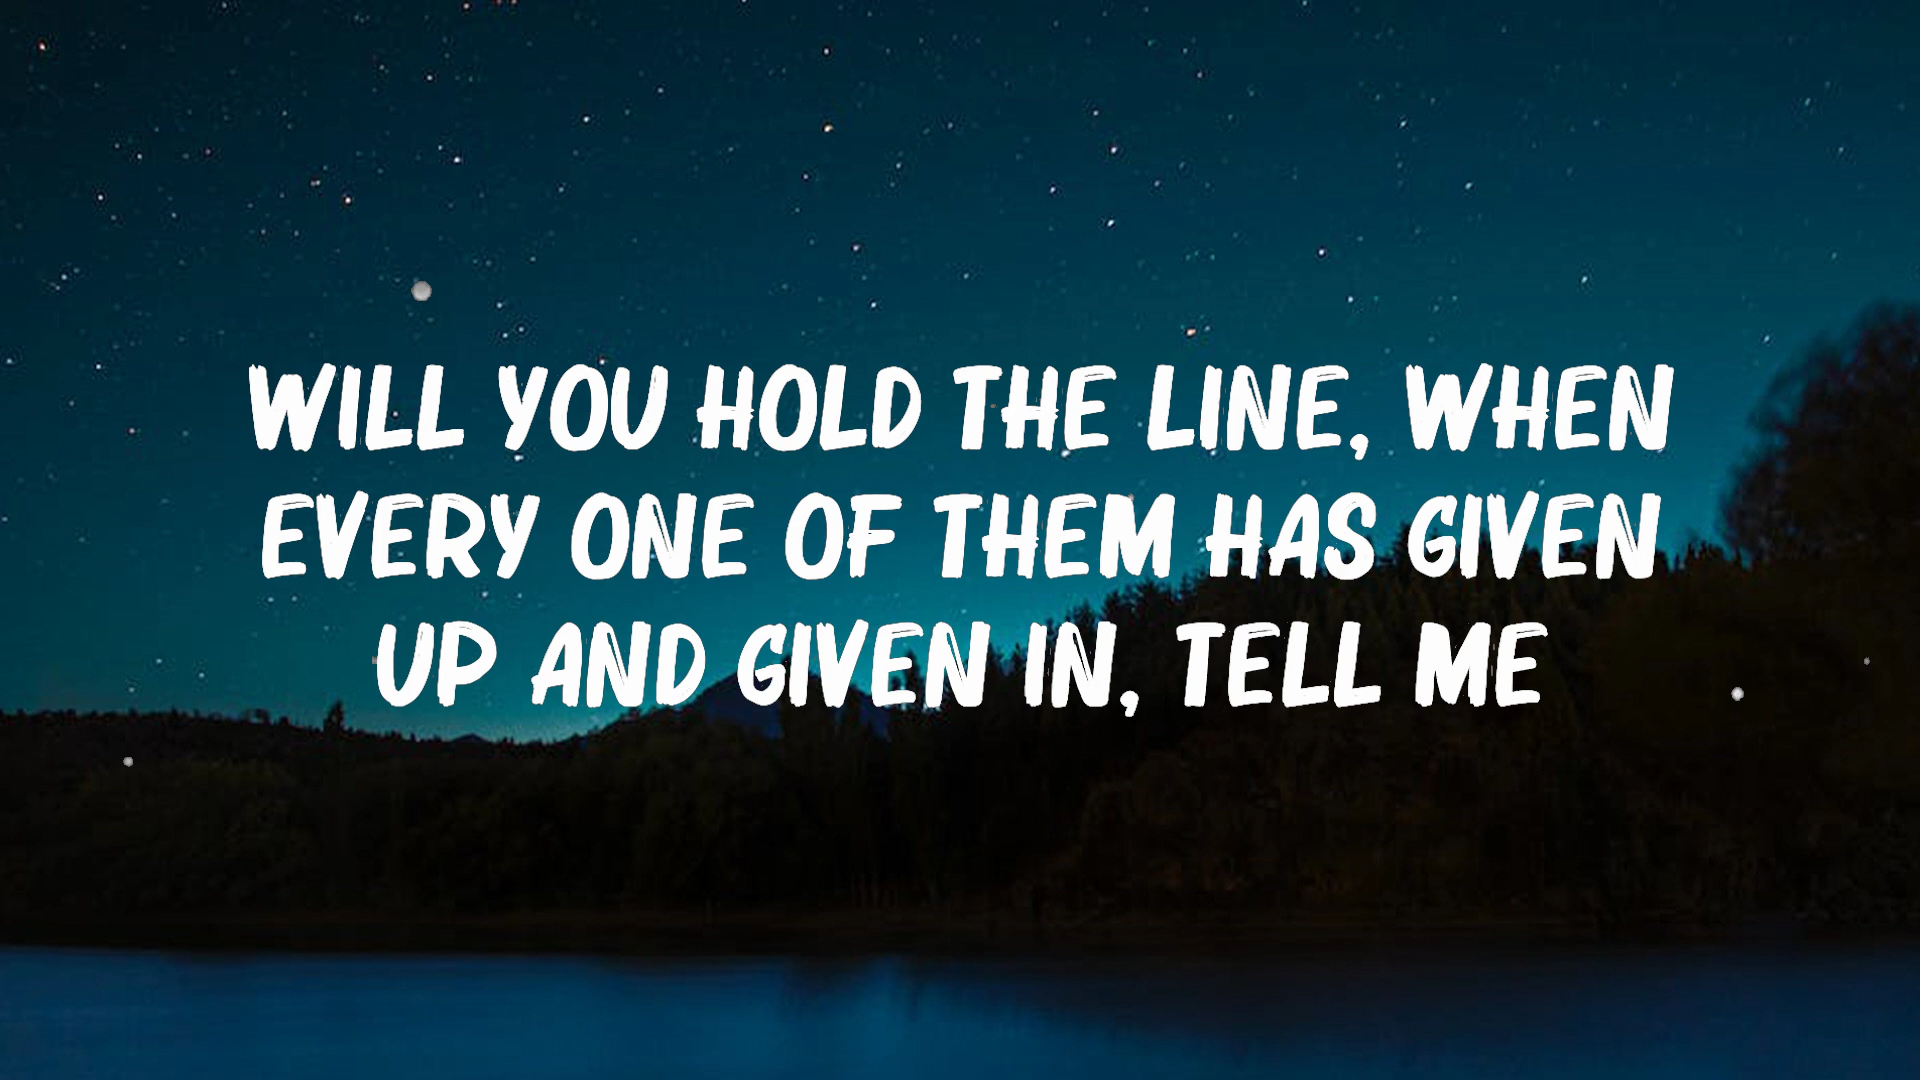 WILL YOU HOLD THE LINE, WHEN
EVERY ONE OF THEM HAS GIVEN
UP AND GIVEN IN, TELL ME